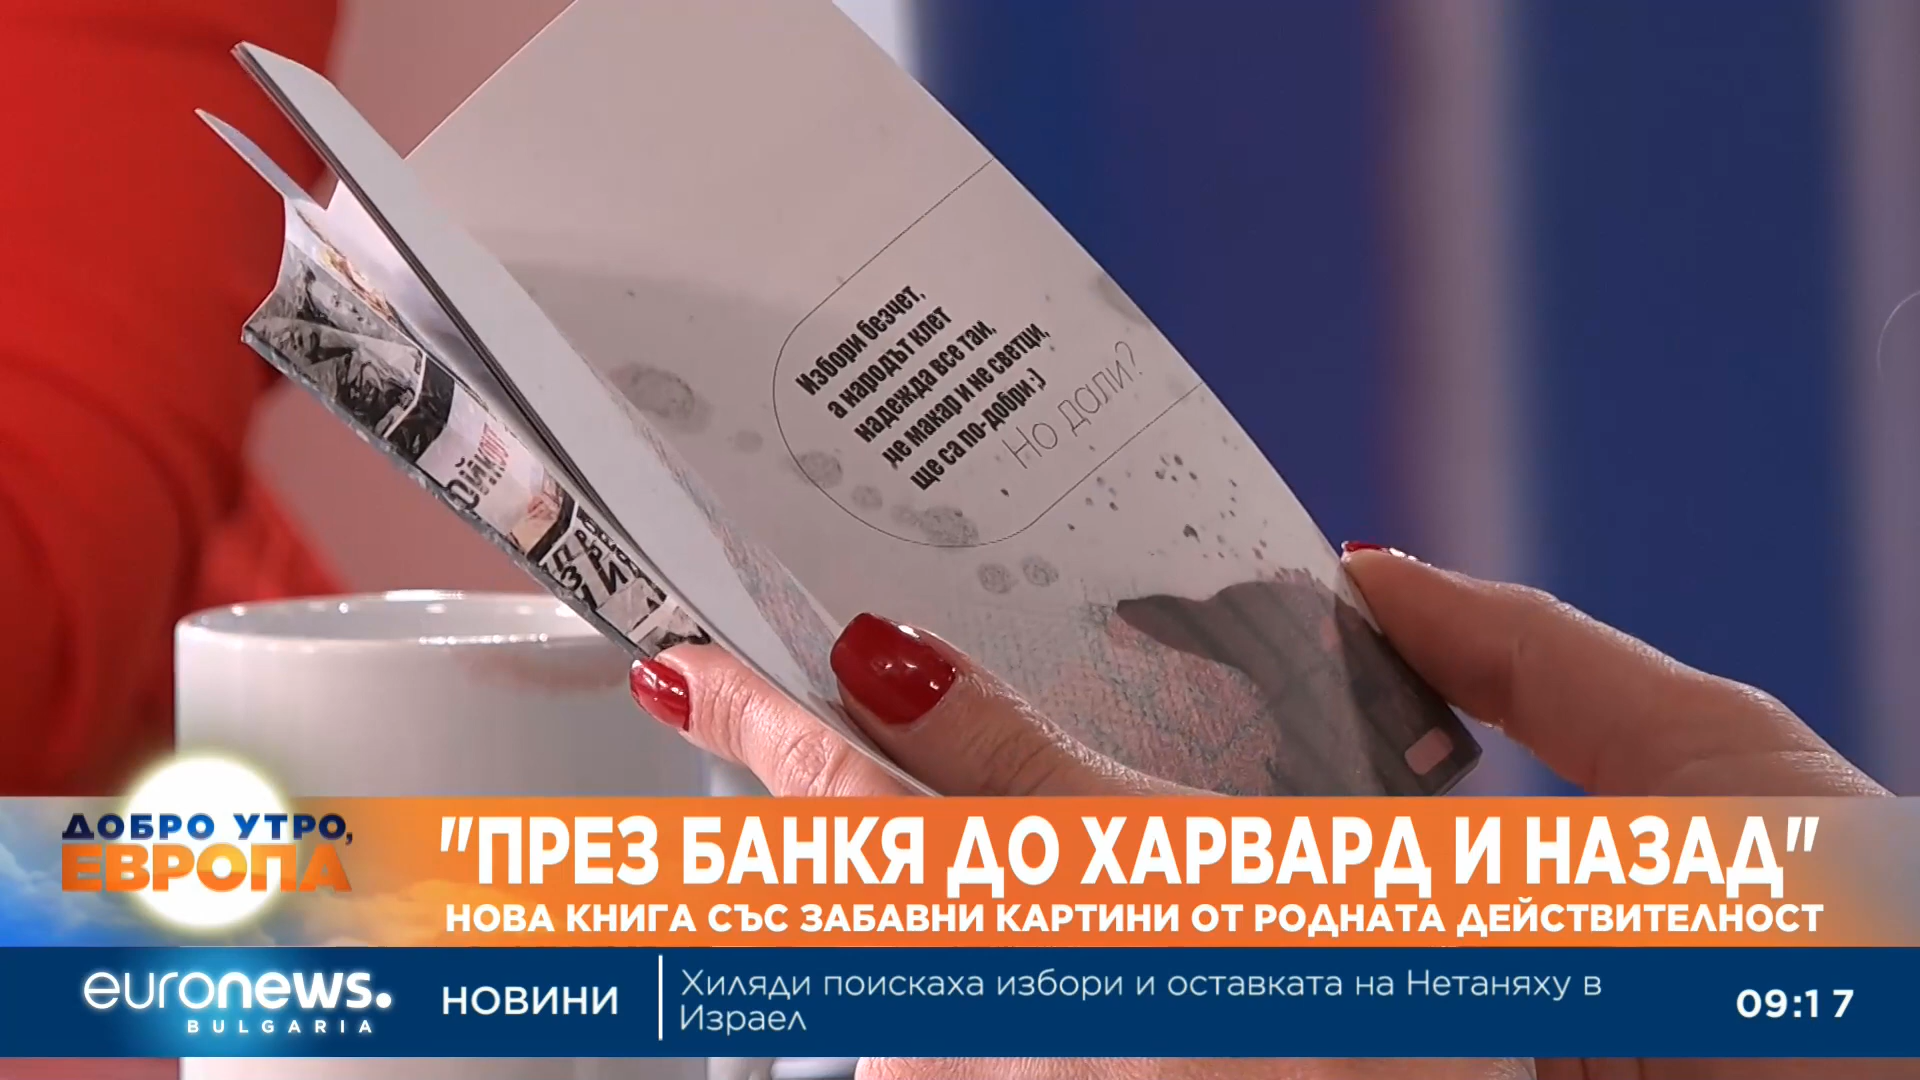 Избори безчет,
а народът клет
надежда все таи,
че макар и не светци,
ще са по-добри :)
Но дали?
ДОБРО УТРО,
ЕВРОПА
"ПРЕЗ БАНКЯ ДО ХАРВАРД И НАЗАД"
НОВА КНИГА СЪС ЗАБАВНИ КАРТИНИ ОТ РОДНАТА ДЕЙСТВИТЕЛНОСТ
euronews.
BULGARIA
НОВИНИ
Хиляди поискаха избори и оставката на Нетаняху в
Израел
09:17